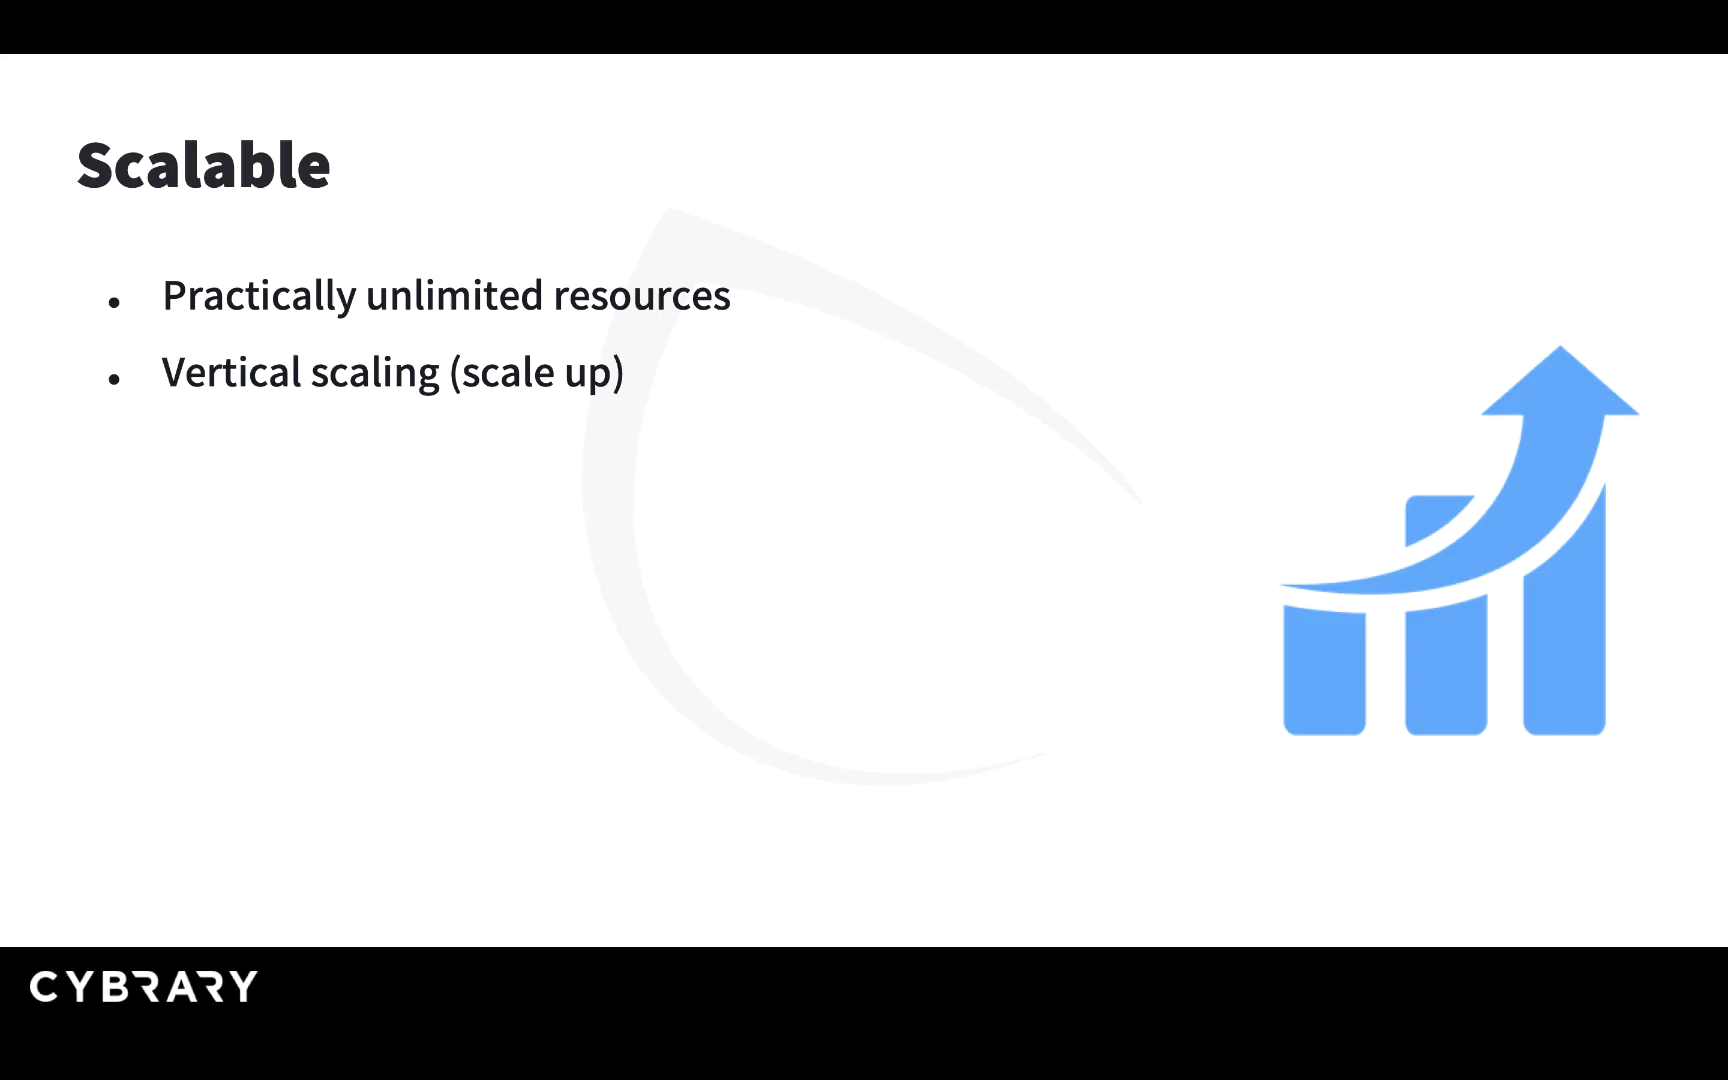 Scalable
• Practically unlimited resources
• Vertical scaling (scale up)
CYBRARY